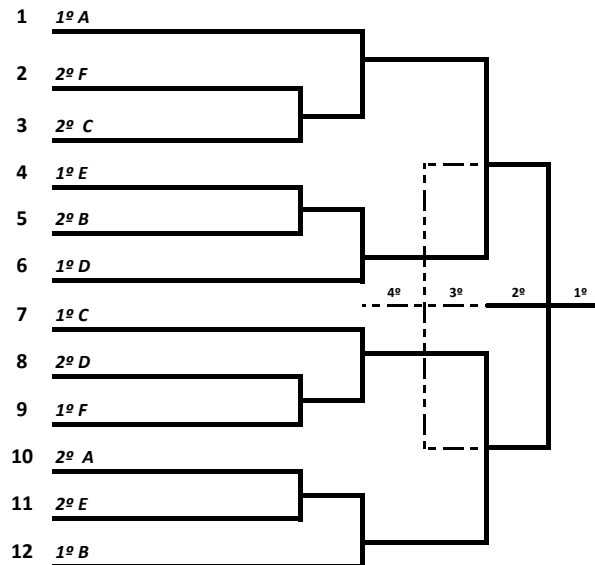 1 1º A
2 2º F
3 2º C
4 1º E
5 2º B
6 1º D
4º 3º 2º 1º
7 1º C
8 2º D
9 1º F
10 2º A
11 2º E
12 1º B